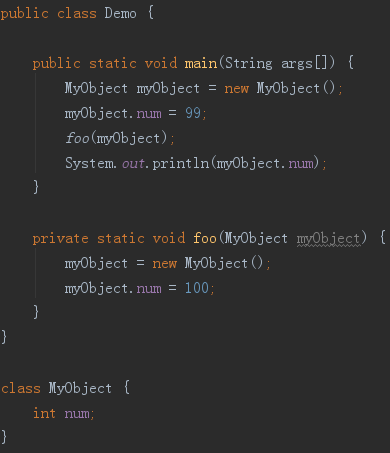 public class Demo {
public static void main(String args[]) {
MyObject myObject = new MyObject();
myObject.num = 99;
foo(myObject);
System.out.println(myObject.num);
}
private static void foo(MyObject myObject) {
myObject = new MyObject();
myObject.num = 100;
}
}
class MyObject {
int num;
}